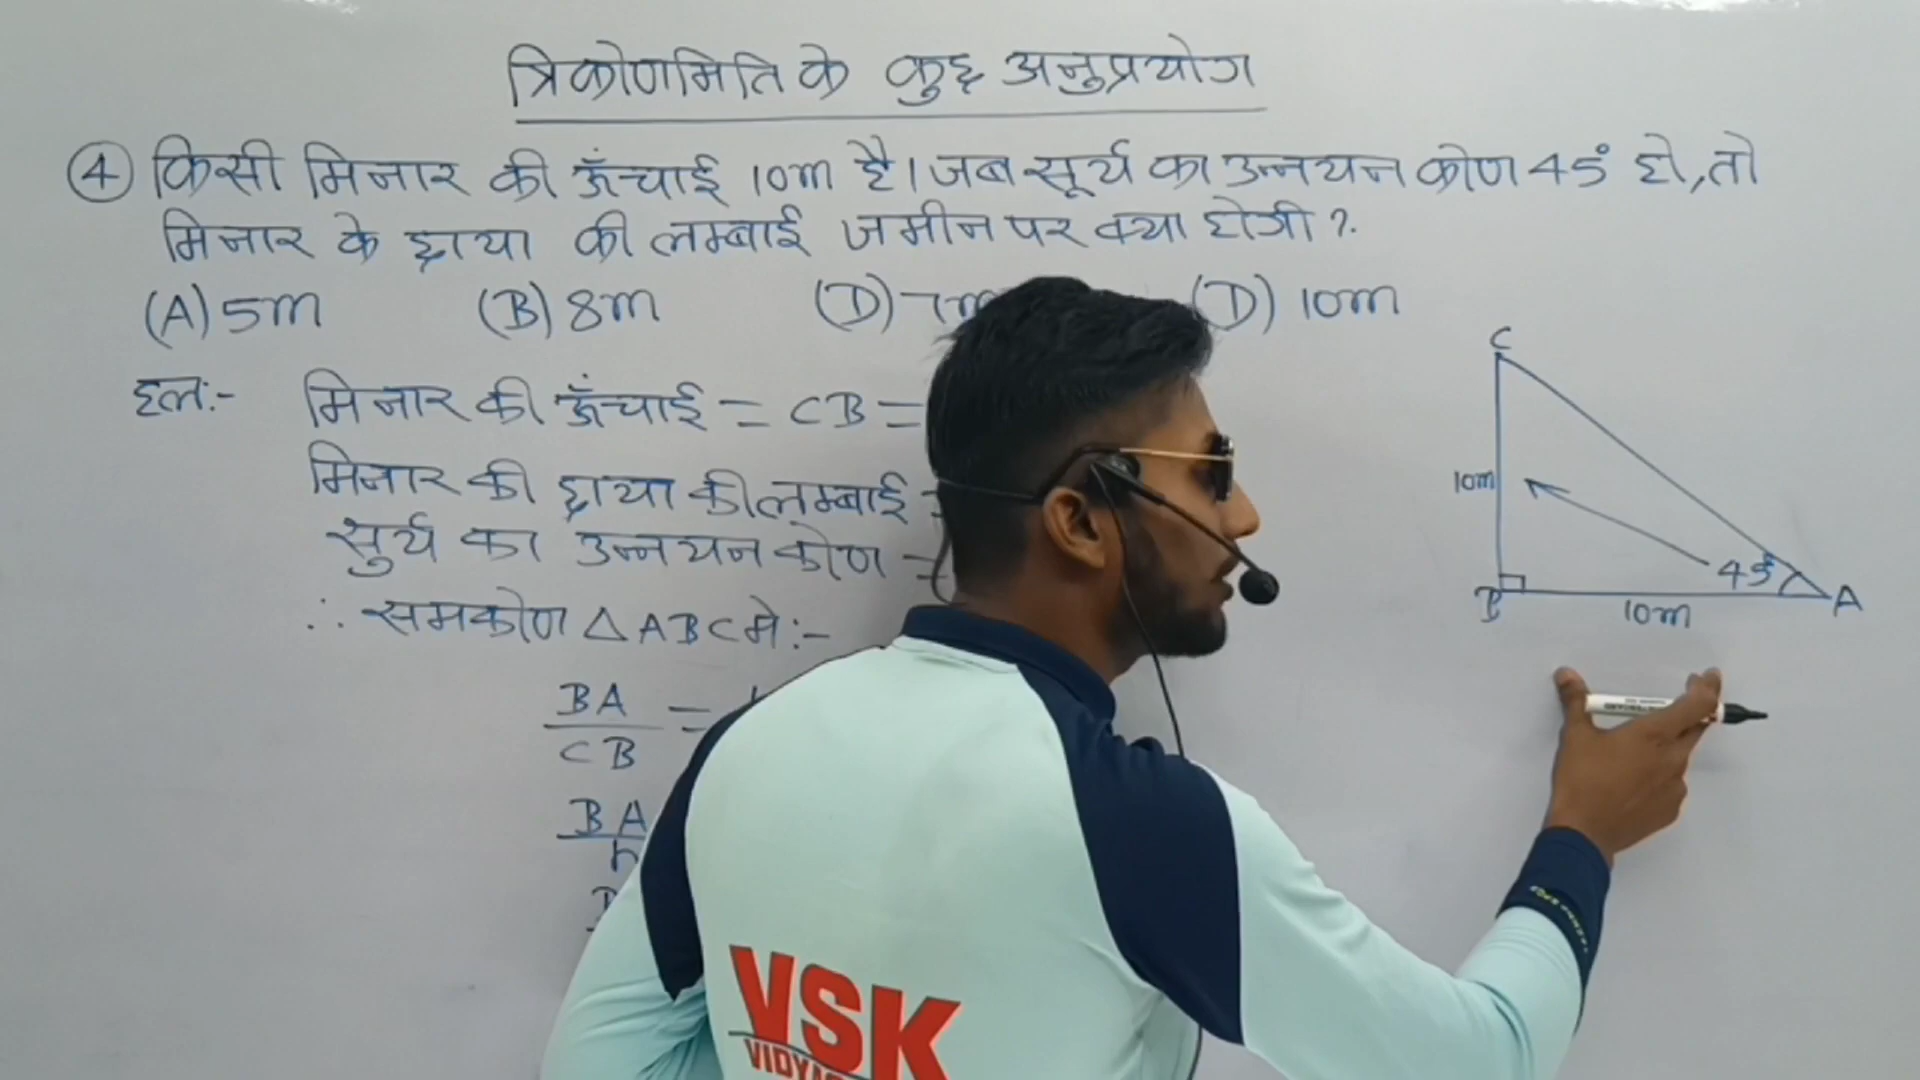 त्रिकोणमिति के कुछ अनुप्रयोग
④ किसी मिनार की ऊँचाई 10m है। जब सूर्य का उन्नयन कोण 45° हो, तो
मिनार के छाया की लम्बाई जमीन पर क्या होगी ?
(A) 5m (B) 8m (D) 7m (D) 10m
हल:- मिनार की ऊँचाई = CB =
मिनार की छाया की लम्बाई =
सुर्य का उन्नयन कोण =
∴ समकोण △ABC मे:-
BA =
CB
BA
C
10m
45°
B
10m
A
VSK